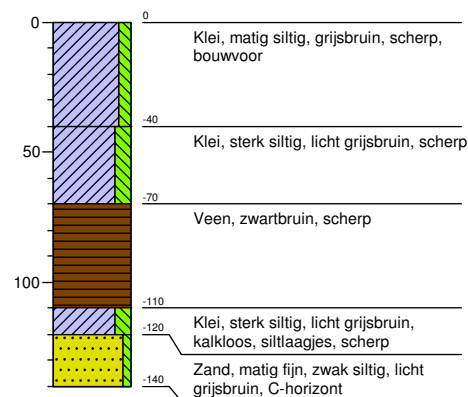 0
0
Klei, matig siltig, grijsbruin, scherp,
bouwvoor
-40
Klei, sterk siltig, licht grijsbruin, scherp
50
-70
Veen, zwartbruin, scherp
100
-110
Klei, sterk siltig, licht grijsbruin,
kalkloos, siltlaagjes, scherp
-120
Zand, matig fijn, zwak siltig, licht
grijsbruin, C-horizont
-140